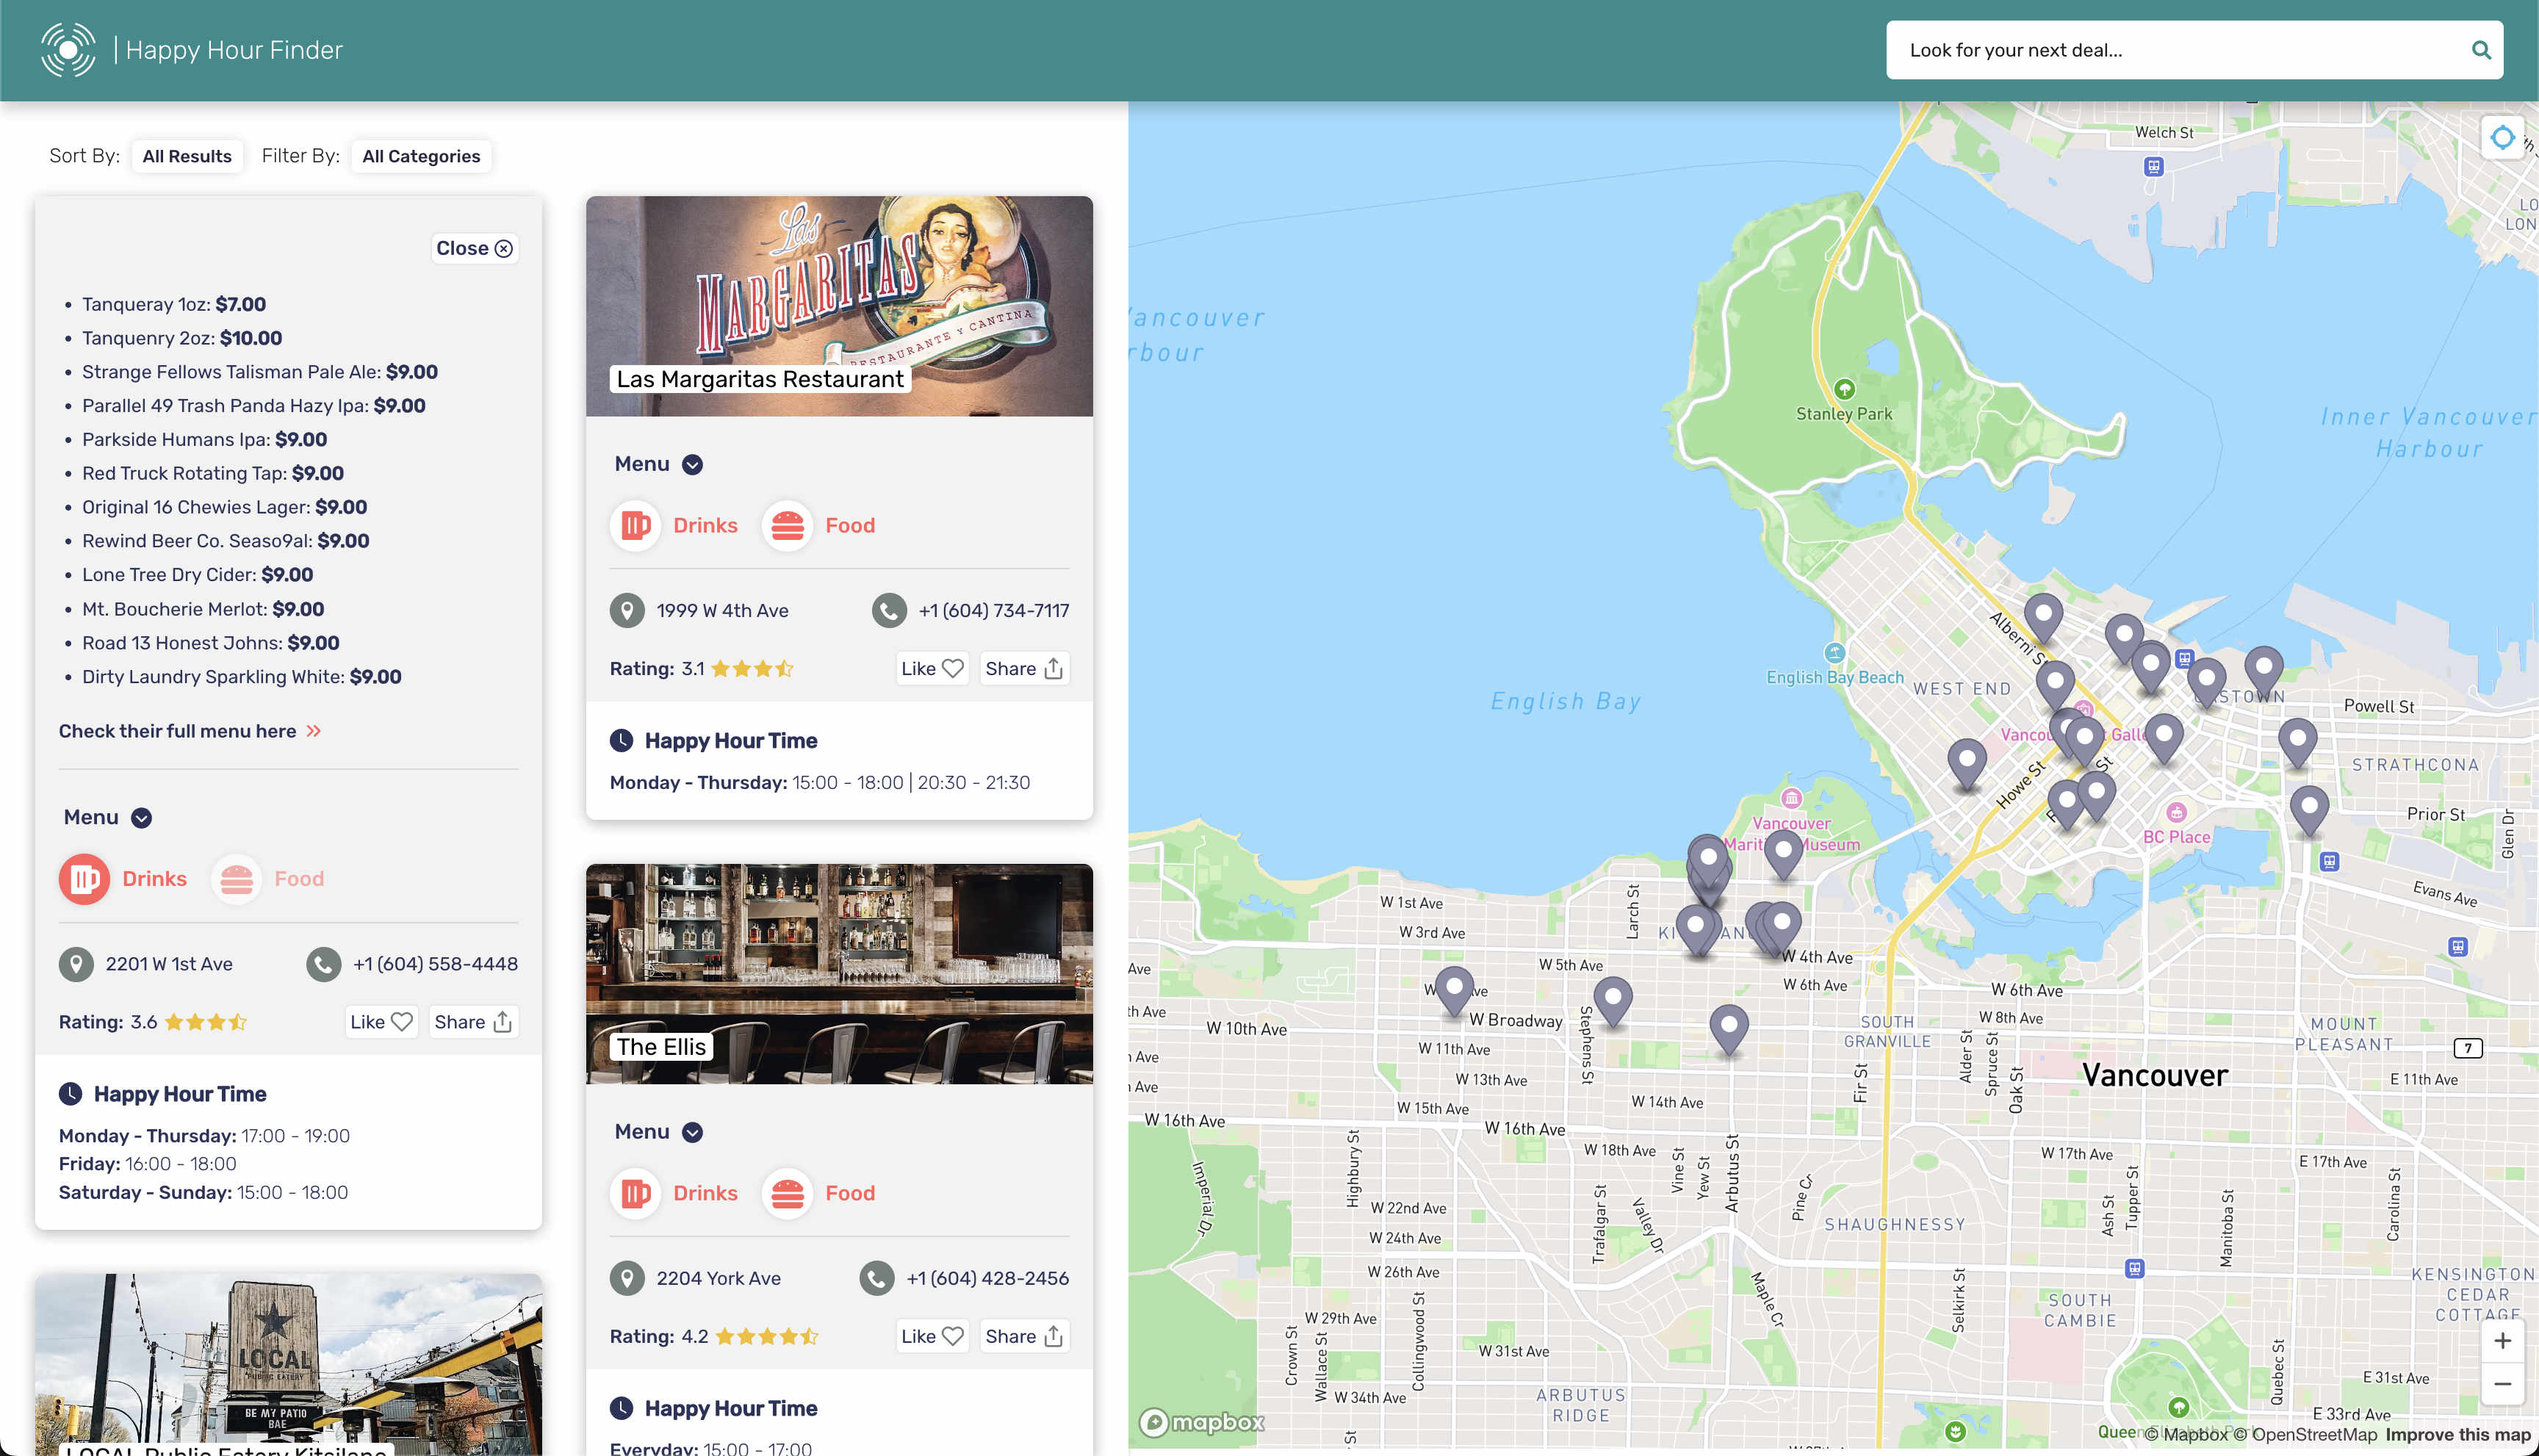 | Happy Hour Finder
Look for your next deal...
Sort By: All Results Filter By: All Categories
Close
Tanqueray 1oz: $7.00
Tanquenry 2oz: $10.00
Strange Fellows Talisman Pale Ale: $9.00
Parallel 49 Trash Panda Hazy Ipa: $9.00
Parkside Humans Ipa: $9.00
Red Truck Rotating Tap: $9.00
Original 16 Chewies Lager: $9.00
Rewind Beer Co. Seaso9al: $9.00
Lone Tree Dry Cider: $9.00
Mt. Boucherie Merlot: $9.00
Road 13 Honest Johns: $9.00
Dirty Laundry Sparkling White: $9.00
Check their full menu here »
Menu
Drinks Food
2201 W 1st Ave +1 (604) 558-4448
Rating: 3.6 Like Share
Happy Hour Time
Monday - Thursday: 17:00 - 19:00
Friday: 16:00 - 18:00
Saturday - Sunday: 15:00 - 18:00
LOCAL
PUBLIC EATERY
BE MY PATIO
BAE
LOCAL Public Eatery Kitsilano
Las
MARGARITAS
RESTAURANTE Y CANTINA
Las Margaritas Restaurant
Menu
Drinks Food
1999 W 4th Ave +1 (604) 734-7117
Rating: 3.1 Like Share
Happy Hour Time
Monday - Thursday: 15:00 - 18:00 | 20:30 - 21:30
The Ellis
Menu
Drinks Food
2204 York Ave +1 (604) 428-2456
Rating: 4.2 Like Share
Happy Hour Time
Everyday: 15:00 - 17:00
Welch St
Stanley Park
Inner Vancouver
Harbour
English Bay
English Bay Beach
WEST END
Alberni St
Powell St
STRATHCONA
Howe St
Prior St
BC Place
Glen Dr
Vancouver
Evans Ave
Larch St
W 1st Ave
W 3rd Ave
W 4th Ave
W 5th Ave
W 6th Ave
W 6th Ave
W 8th Ave
W Broadway
W 10th Ave
W 11th Ave
Stephens St
SOUTH
GRANVILLE
Alder St
Spruce St
Oak St
Fir St
MOUNT
PLEASANT
7
Vancouver
E 11th Ave
W 13th Ave
W 14th Ave
W 15th Ave
W 16th Ave
W 16th Ave
W 17th Ave
E 17th Ave
W 18th Ave
Imperial Dr
Highbury St
Vine St
Yew St
Arbutus St
Pine Cr
Trafalgar St
Valley Dr
Ash St
Tupper St
Manitoba St
Carolina St
W 22nd Ave
SHAUGHNESSY
W 24th Ave
W 26th Ave
Maple Cr
Selkirk St
KENSINGTON
CEDAR
COTTAGE
SOUTH
CAMBIE
W 29th Ave
Crown St
Wallace St
Collingwood St
W 31st Ave
Quebec St
E 31st Ave
W 34th Ave
ARBUTUS
RIDGE
E 33rd Ave
mapbox
© Mapbox © OpenStreetMap Improve this map